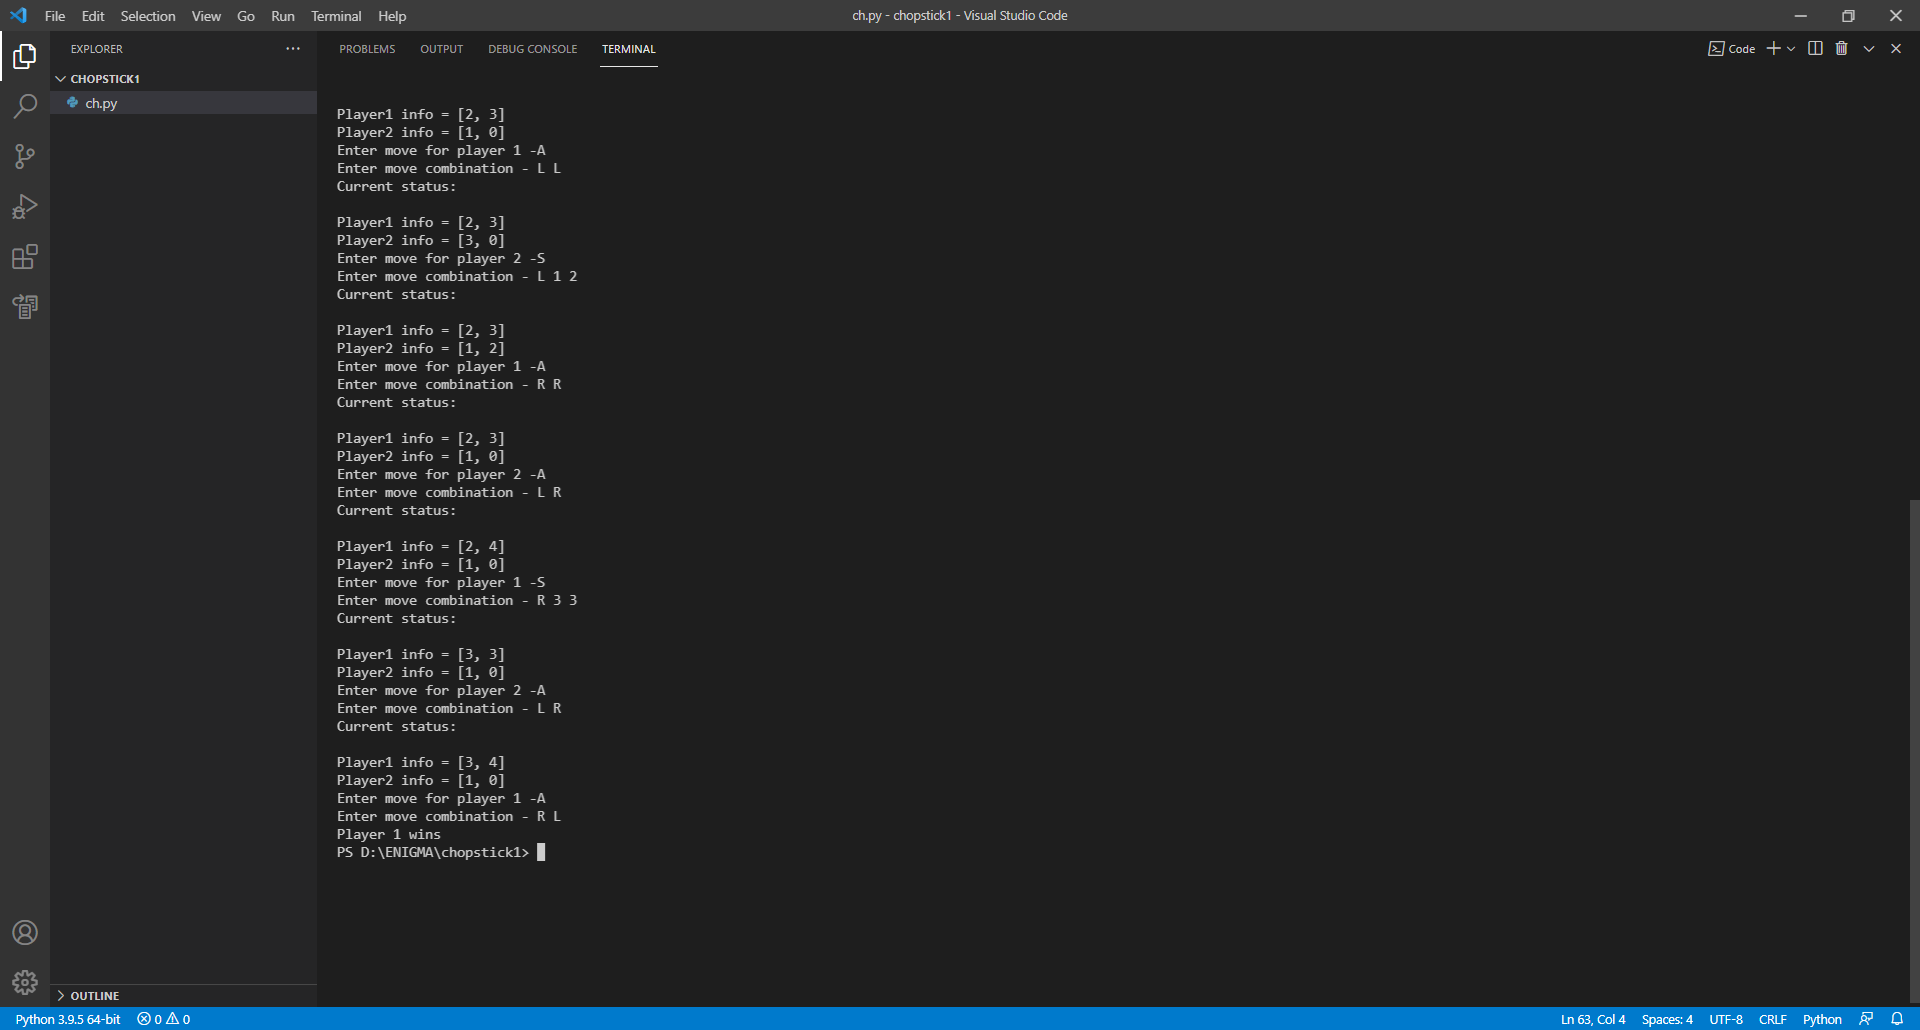 File Edit Selection View Go Run Terminal Help
ch.py - chopstick1 - Visual Studio Code
EXPLORER
CHOPSTICK1
ch.py
OUTLINE
PROBLEMS OUTPUT DEBUG CONSOLE TERMINAL
Code
Player1 info = [2, 3]
Player2 info = [1, 0]
Enter move for player 1 -A
Enter move combination - L L
Current status:
Player1 info = [2, 3]
Player2 info = [3, 0]
Enter move for player 2 -S
Enter move combination - L 1 2
Current status:
Player1 info = [2, 3]
Player2 info = [1, 2]
Enter move for player 1 -A
Enter move combination - R R
Current status:
Player1 info = [2, 3]
Player2 info = [1, 0]
Enter move for player 2 -A
Enter move combination - L R
Current status:
Player1 info = [2, 4]
Player2 info = [1, 0]
Enter move for player 1 -S
Enter move combination - R 3 3
Current status:
Player1 info = [3, 3]
Player2 info = [1, 0]
Enter move for player 2 -A
Enter move combination - L R
Current status:
Player1 info = [3, 4]
Player2 info = [1, 0]
Enter move for player 1 -A
Enter move combination - R L
Player 1 wins
PS D:\ENIGMA\chopstick1>
Python 3.9.5 64-bit 0 0
Ln 63, Col 4 Spaces: 4 UTF-8 CRLF Python